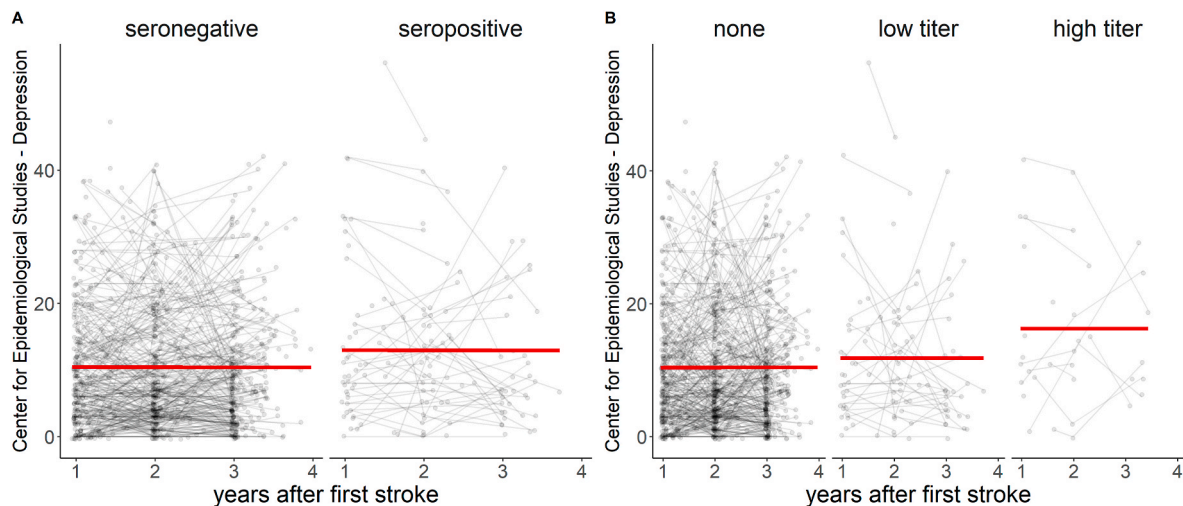 A
seronegative seropositive
Center for Epidemiological Studies - Depression
40
20
0
1 2 3 4 1 2 3 4
years after first stroke
B
none low titer high titer
Center for Epidemiological Studies - Depression
40
20
0
1 2 3 4 1 2 3 4 1 2 3 4
years after first stroke